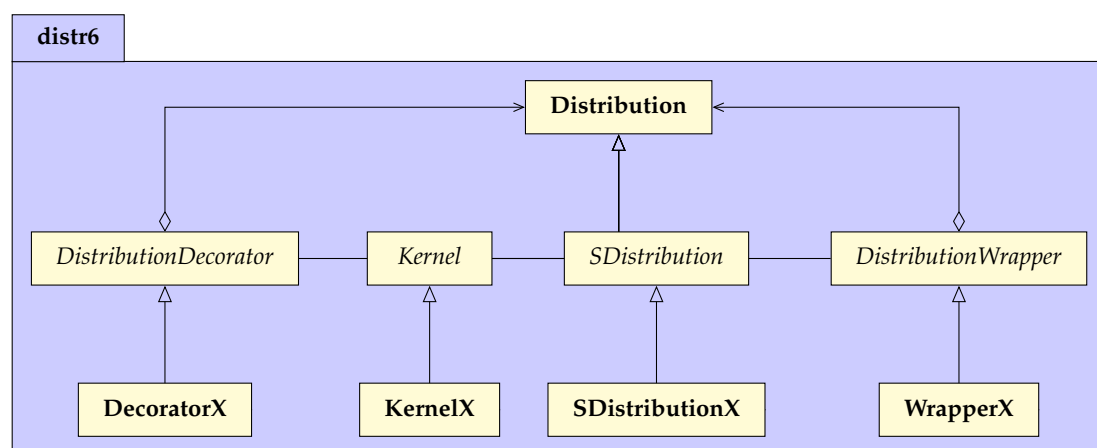 distr6
Distribution
DistributionDecorator
Kernel
SDistribution
DistributionWrapper
DecoratorX
KernelX
SDistributionX
WrapperX